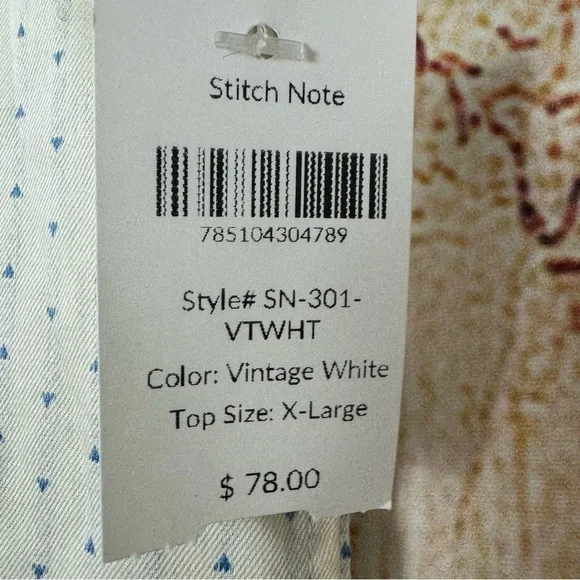 Stitch Note
785104304789
Style# SN-301-
VTWHT
Color: Vintage White
Top Size: X-Large
$ 78.00